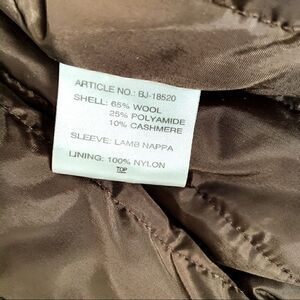 ARTICLE NO.: BJ-18520
SHELL: 65% WOOL
25% POLYAMIDE
10% CASHMERE
SLEEVE: LAMB NAPPA
LINING: 100% NYLON
TOP